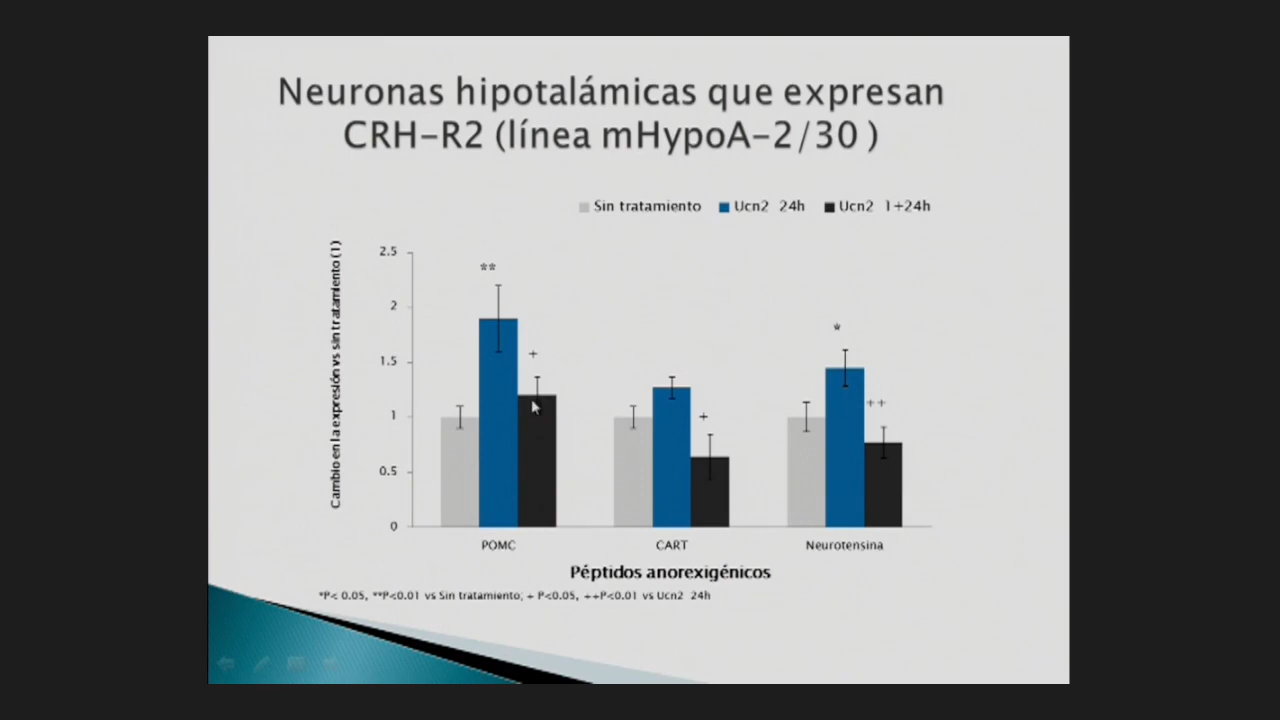 Neuronas hipotalámicas que expresan
CRH-R2 (línea mHypoA-2/30 )
Sin tratamiento Ucn2 24h Ucn2 1+24h
Cambio en la expresión vs sin tratamiento (1)
2.5
2
1.5
1
0.5
0
**
+
+
*
++
POMC CART Neurotensina
Péptidos anorexigénicos
*P< 0.05, **P<0.01 vs Sin tratamiento; + P<0.05, ++P<0.01 vs Ucn2 24h